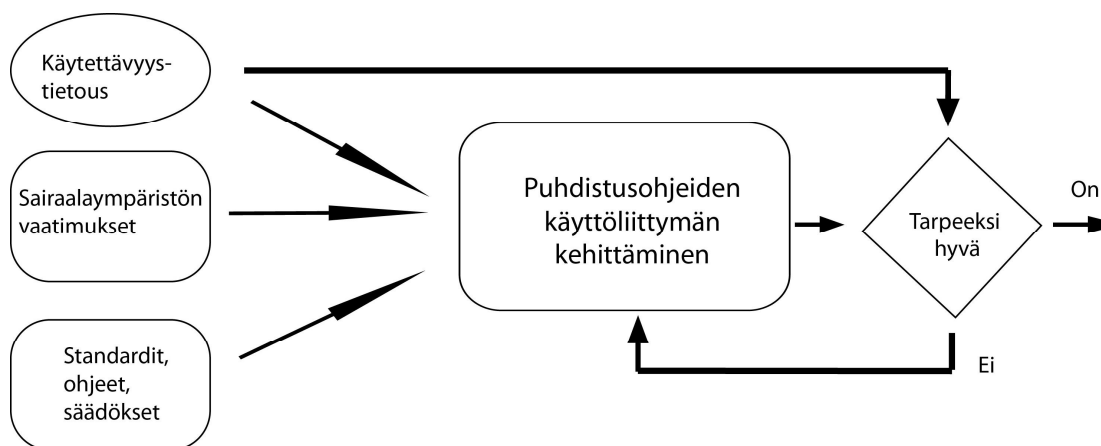 Käytettävyys-
tietous
Sairaalaympäristön
vaatimukset
Standardit,
ohjeet,
säädökset
Puhdistusohjeiden
käyttöliittymän
kehittäminen
Tarpeeksi
hyvä
On
Ei